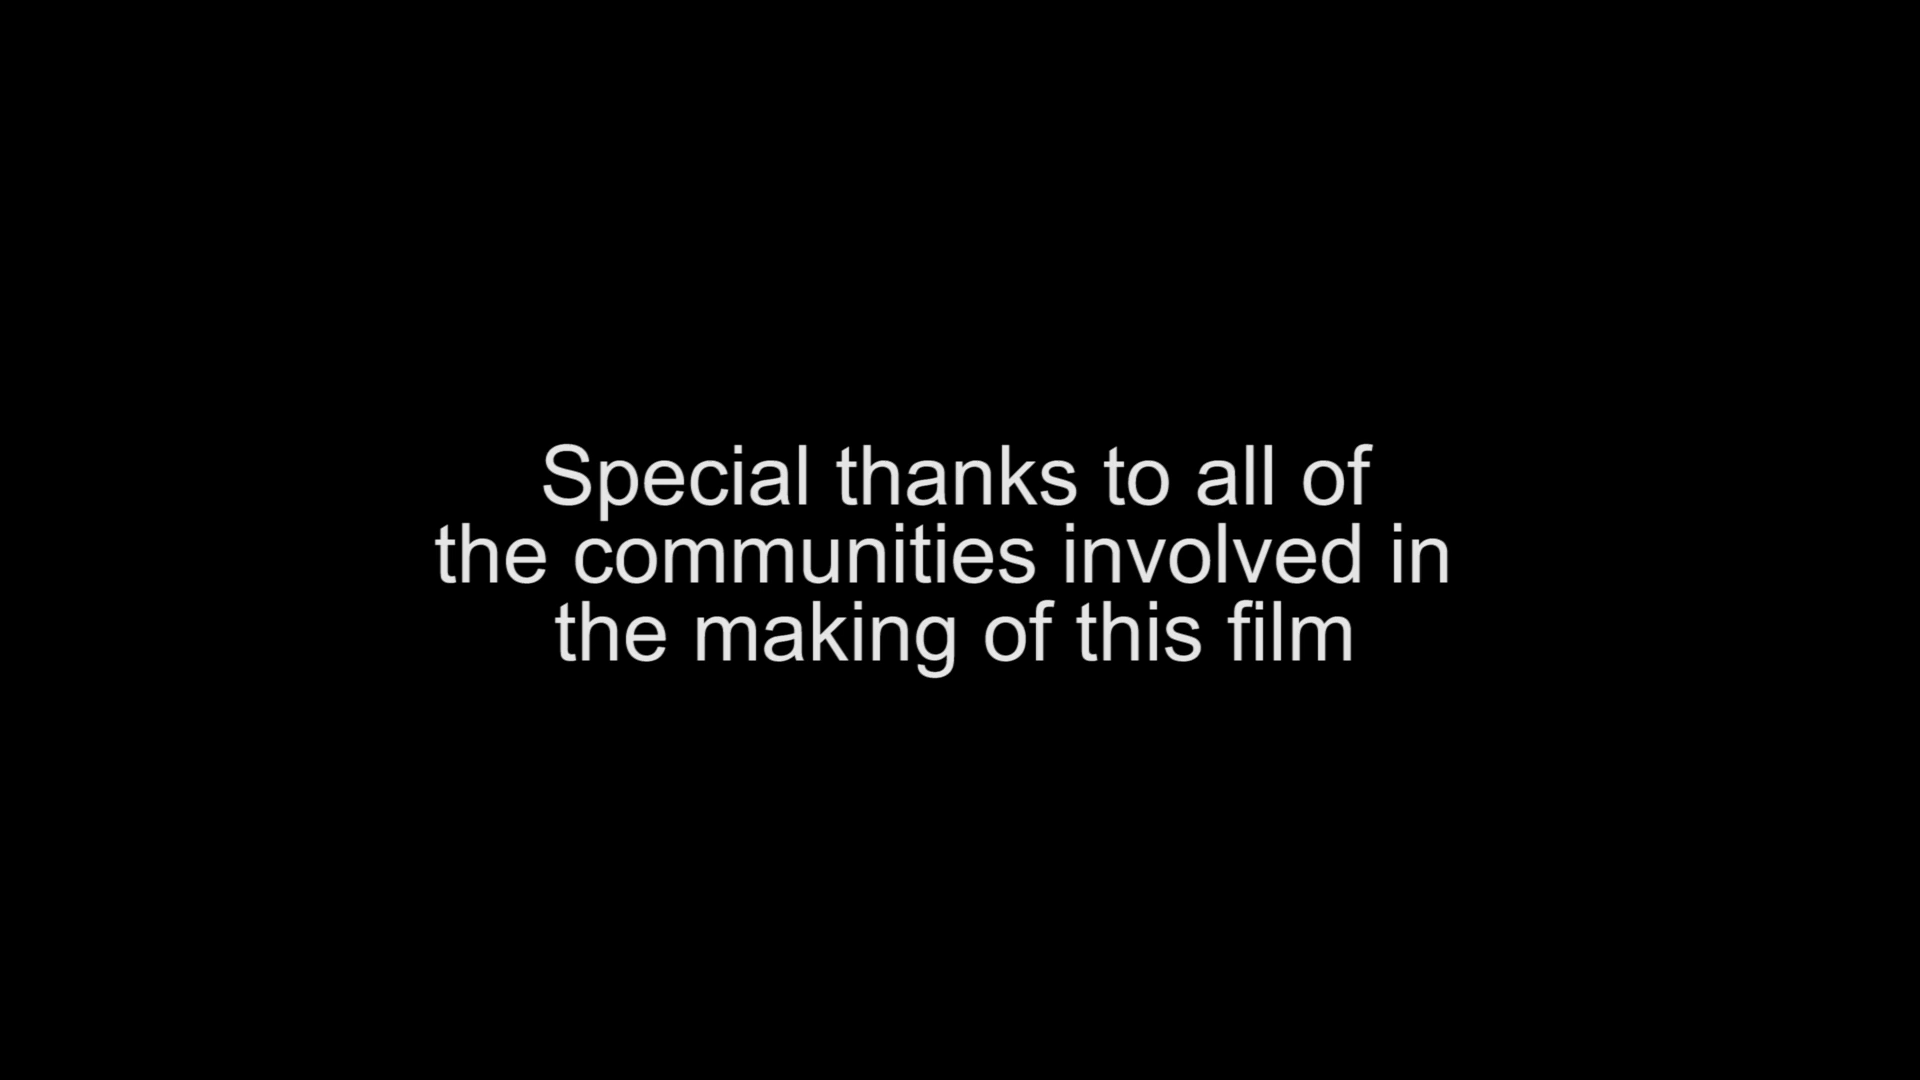 Special thanks to all of
the communities involved in
the making of this film